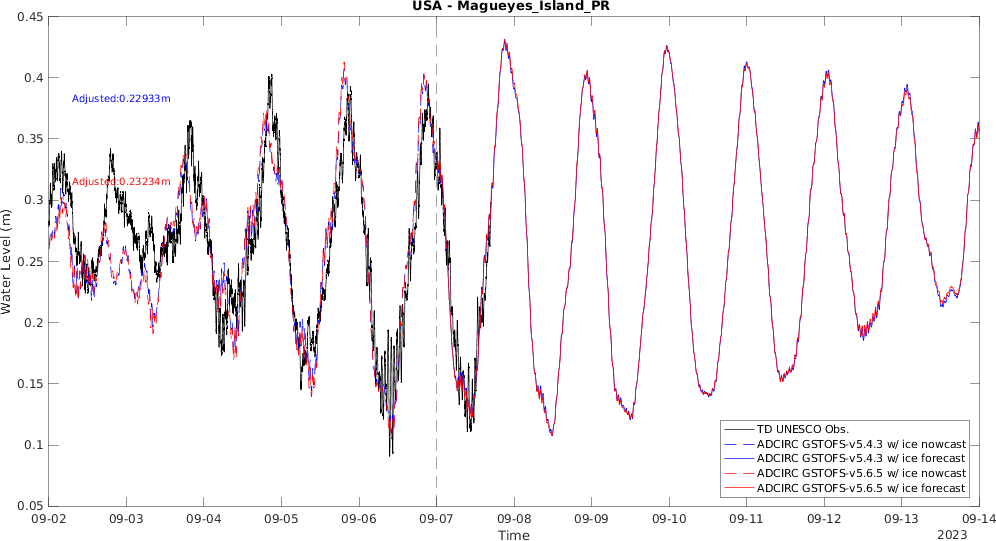 USA - Magueyes_Island_PR
0.45
0.4
0.35
0.3
0.25
0.2
0.15
0.1
0.05
Water Level (m)
Adjusted:0.22933m
Adjusted:0.23234m
TD UNESCO Obs.
ADCIRC GSTOFS-v5.4.3 w/ ice nowcast
ADCIRC GSTOFS-v5.4.3 w/ ice forecast
ADCIRC GSTOFS-v5.6.5 w/ ice nowcast
ADCIRC GSTOFS-v5.6.5 w/ ice forecast
09-02 09-03 09-04 09-05 09-06 09-07 09-08 09-09 09-10 09-11 09-12 09-13 09-14
Time
2023